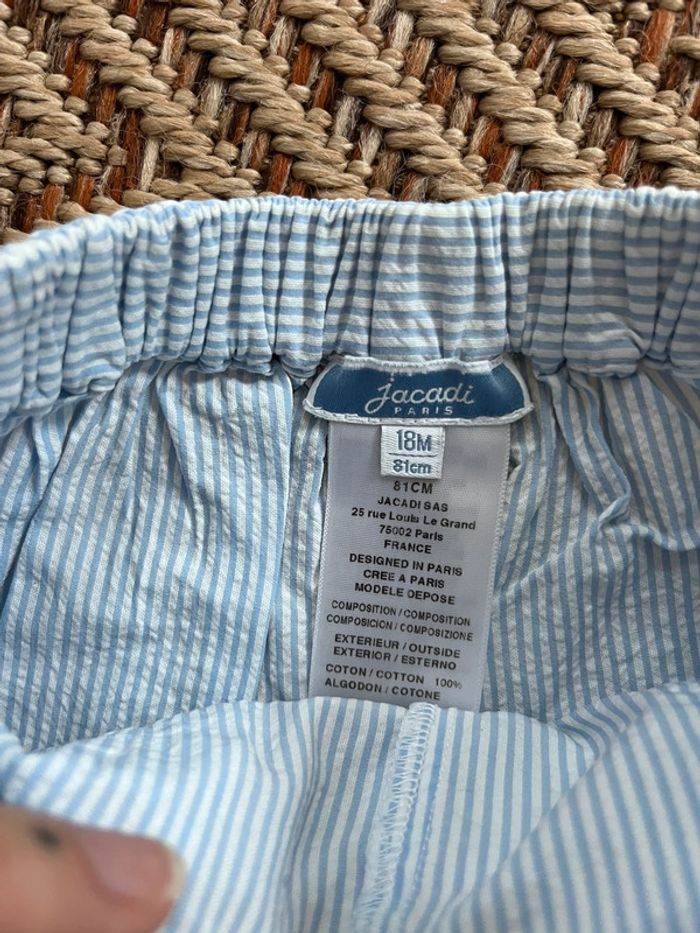 jacadi
PARIS
18M
81cm
81CM
JACADI SAS
25 rue Louis Le Grand
75002 Paris
FRANCE
DESIGNED IN PARIS
CREE A PARIS
MODELE DEPOSE
COMPOSITION / COMPOSITION
COMPOSICION / COMPOSIZIONE
EXTERIEUR / OUTSIDE
EXTERIOR / ESTERNO
COTON / COTTON 100%
ALGODON / COTONE